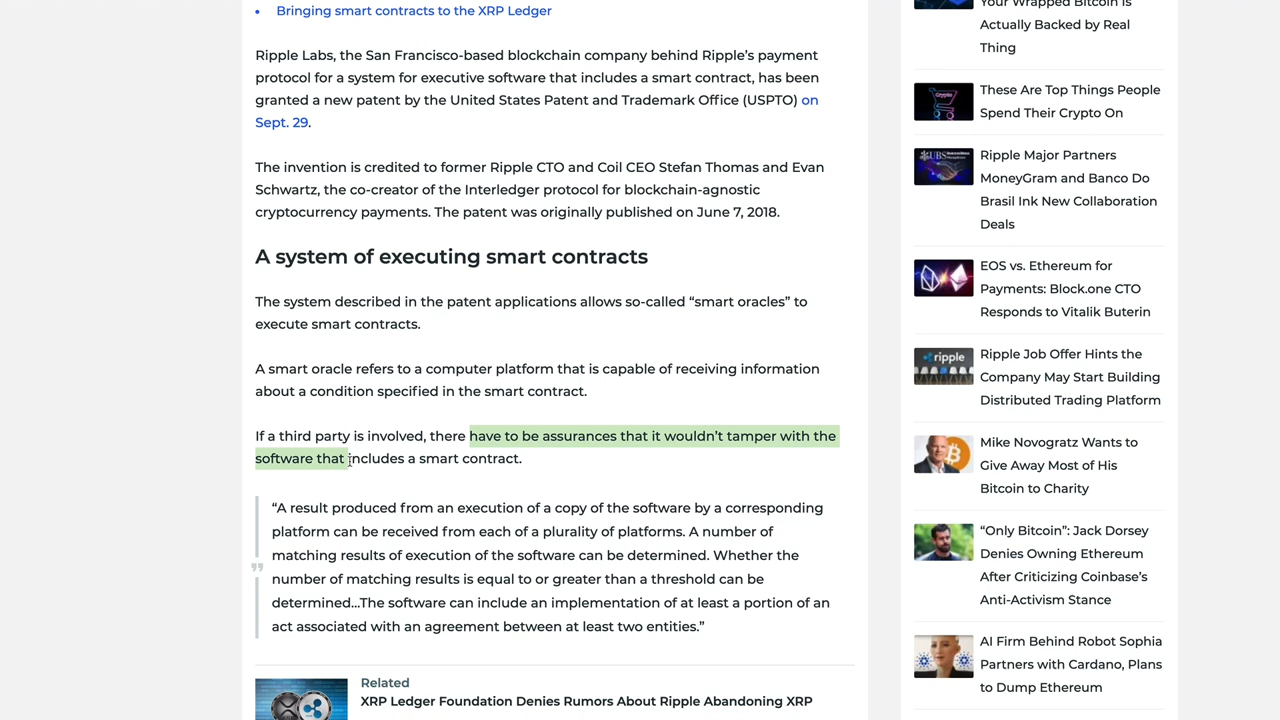 Bringing smart contracts to the XRP Ledger
Ripple Labs, the San Francisco-based blockchain company behind Ripple’s payment
protocol for a system for executive software that includes a smart contract, has been
granted a new patent by the United States Patent and Trademark Office (USPTO) on
Sept. 29.
The invention is credited to former Ripple CTO and Coil CEO Stefan Thomas and Evan
Schwartz, the co-creator of the Interledger protocol for blockchain-agnostic
cryptocurrency payments. The patent was originally published on June 7, 2018.
A system of executing smart contracts
The system described in the patent applications allows so-called “smart oracles” to
execute smart contracts.
A smart oracle refers to a computer platform that is capable of receiving information
about a condition specified in the smart contract.
If a third party is involved, there have to be assurances that it wouldn’t tamper with the
software that includes a smart contract.
“A result produced from an execution of a copy of the software by a corresponding
platform can be received from each of a plurality of platforms. A number of
matching results of execution of the software can be determined. Whether the
number of matching results is equal to or greater than a threshold can be
determined...The software can include an implementation of at least a portion of an
act associated with an agreement between at least two entities.”
Related
XRP Ledger Foundation Denies Rumors About Ripple Abandoning XRP
Your Wrapped Bitcoin Is
Actually Backed by Real
Thing
These Are Top Things People
Spend Their Crypto On
Ripple Major Partners
MoneyGram and Banco Do
Brasil Ink New Collaboration
Deals
EOS vs. Ethereum for
Payments: Block.one CTO
Responds to Vitalik Buterin
ripple
Ripple Job Offer Hints the
Company May Start Building
Distributed Trading Platform
Mike Novogratz Wants to
Give Away Most of His
Bitcoin to Charity
“Only Bitcoin”: Jack Dorsey
Denies Owning Ethereum
After Criticizing Coinbase’s
Anti-Activism Stance
AI Firm Behind Robot Sophia
Partners with Cardano, Plans
to Dump Ethereum